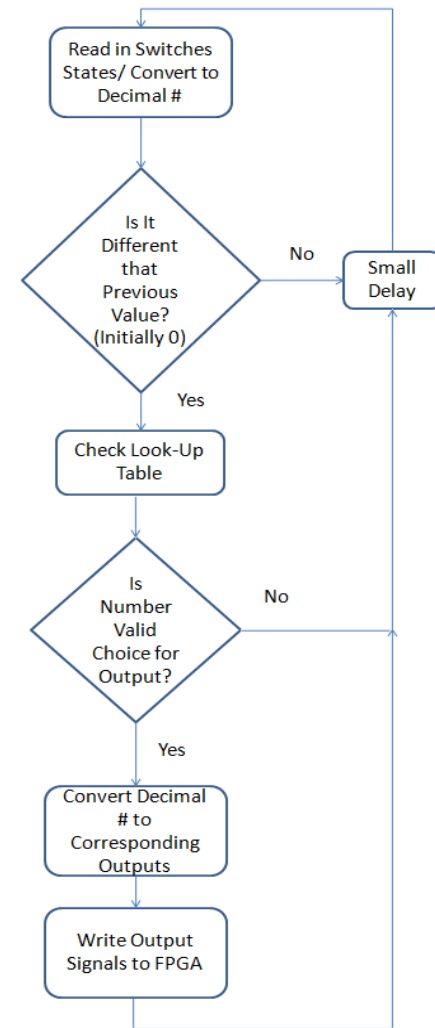 Read in Switches
States/ Convert to
Decimal #
Is It
Different
that
Previous
Value?
(Initially 0)
No
Small
Delay
Yes
Check Look-Up
Table
Is
Number
Valid
Choice for
Output?
No
Yes
Convert Decimal
# to
Corresponding
Outputs
Write Output
Signals to FPGA